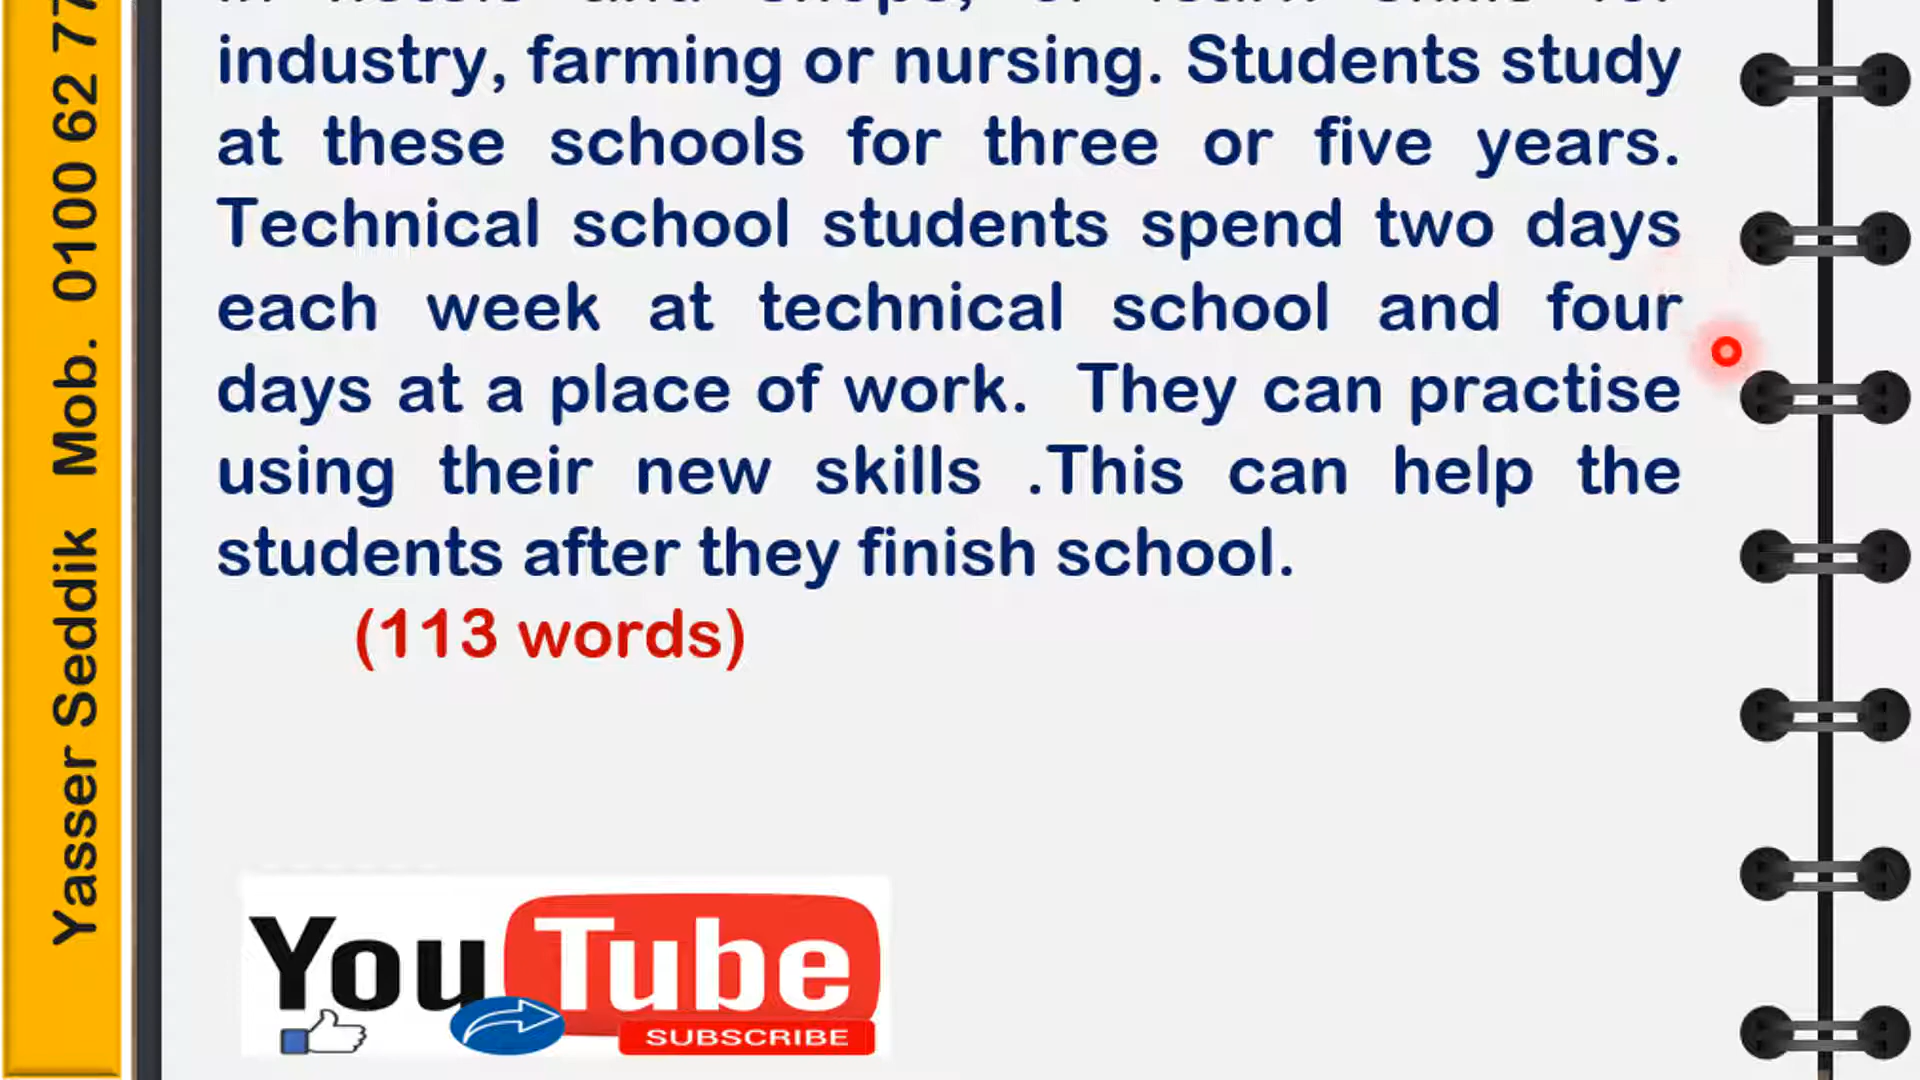 industry, farming or nursing. Students study
at these schools for three or five years.
Technical school students spend two days
each week at technical school and four
days at a place of work. They can practise
using their new skills .This can help the
students after they finish school.
(113 words)
Yasser Seddik Mob. 0100 62 77
YouTube
SUBSCRIBE